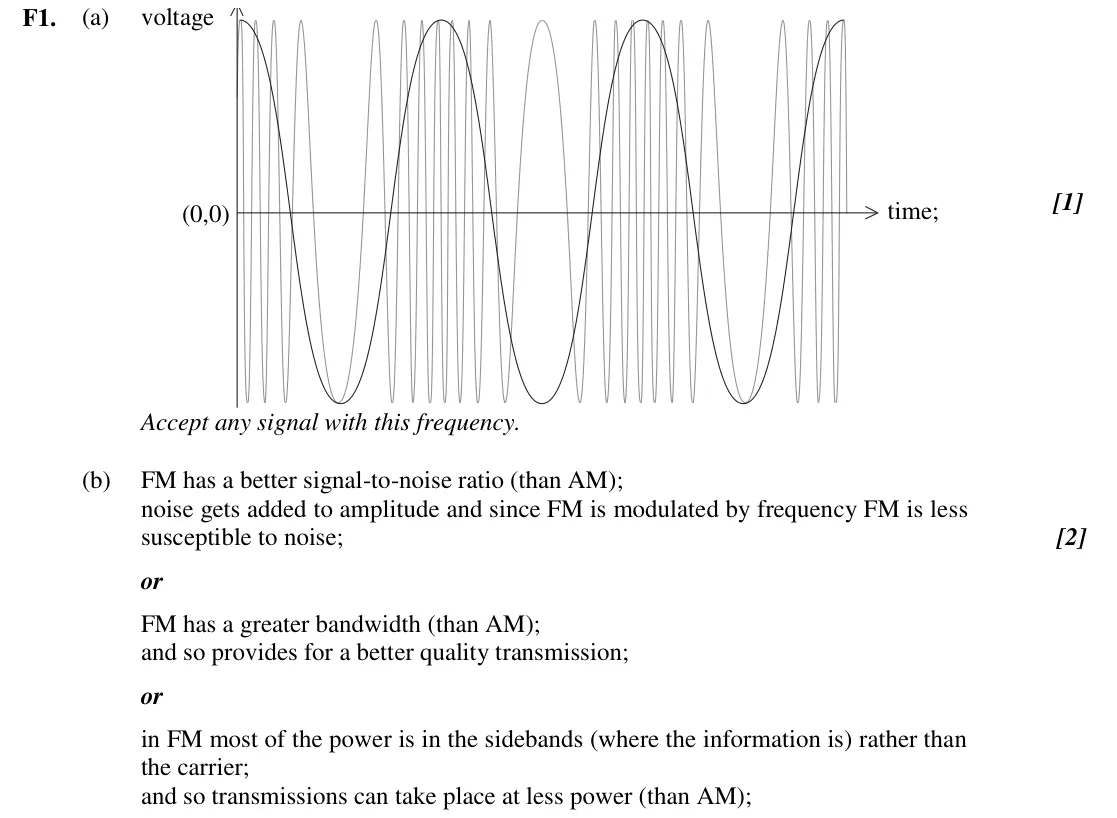 F1. (a) voltage
(0,0)
time;
[1]
Accept any signal with this frequency.
(b) FM has a better signal-to-noise ratio (than AM);
noise gets added to amplitude and since FM is modulated by frequency FM is less
susceptible to noise;
[2]
or
FM has a greater bandwidth (than AM);
and so provides for a better quality transmission;
or
in FM most of the power is in the sidebands (where the information is) rather than
the carrier;
and so transmissions can take place at less power (than AM);